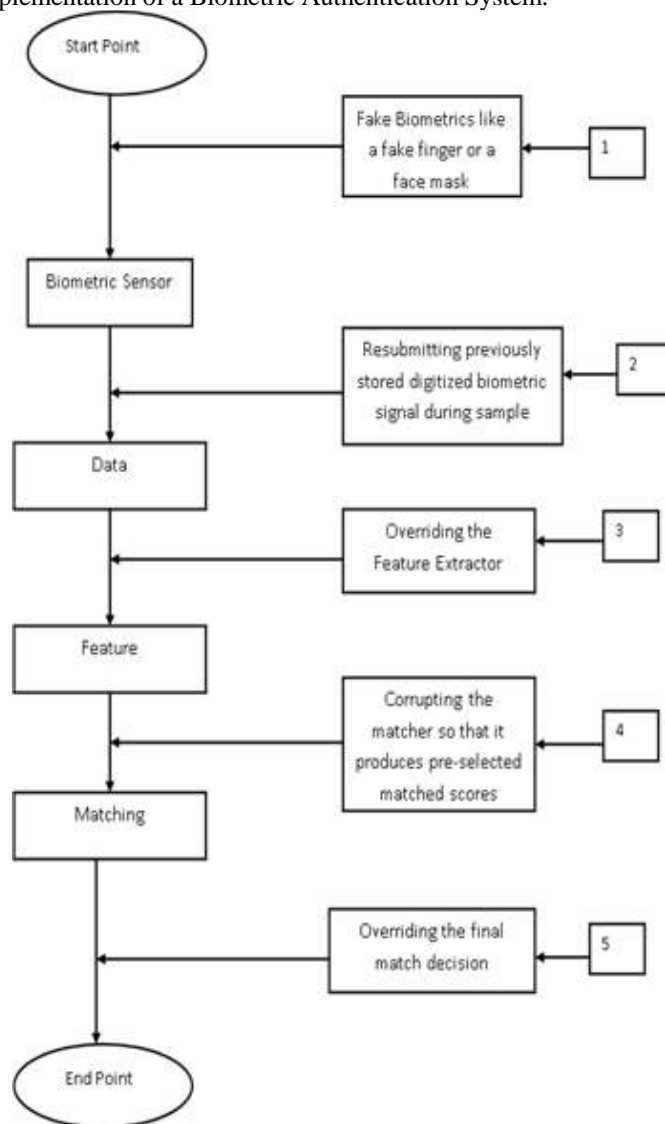 plementation of a Biometric Authentication System.
Start Point
Fake Biometrics like
a fake finger or a
face mask
1
Biometric Sensor
Resubmitting previously
stored digitized biometric
signal during sample
2
Data
Overriding the
Feature Extractor
3
Feature
Corrupting the
matcher so that it
produces pre-selected
matched scores
4
Matching
Overriding the final
match decision
5
End Point